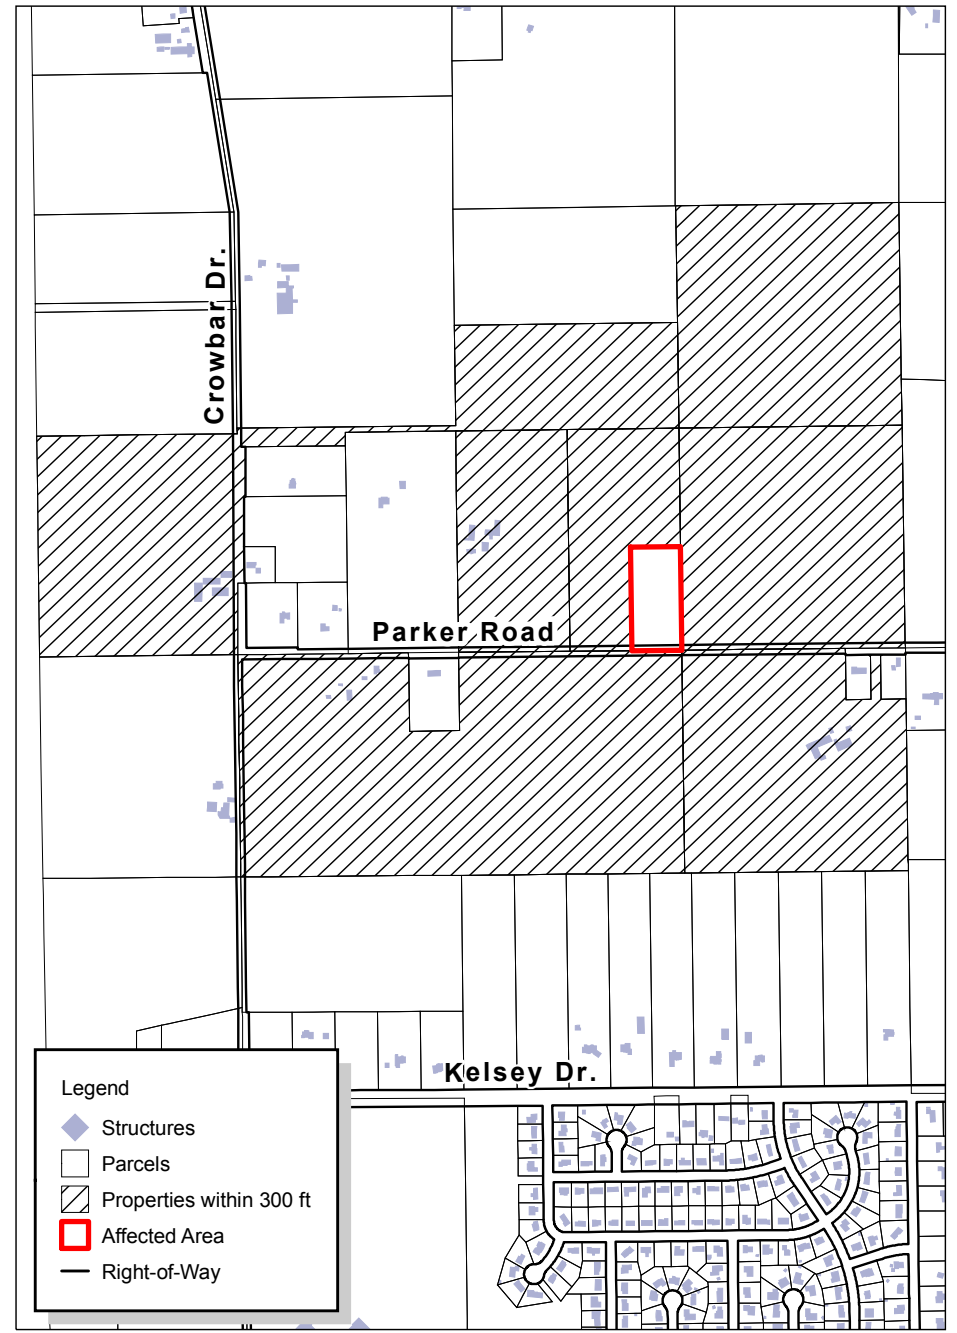 Crowbar Dr.
Parker Road
Kelsey Dr.
Legend
Structures
Parcels
Properties within 300 ft
Affected Area
Right-of-Way